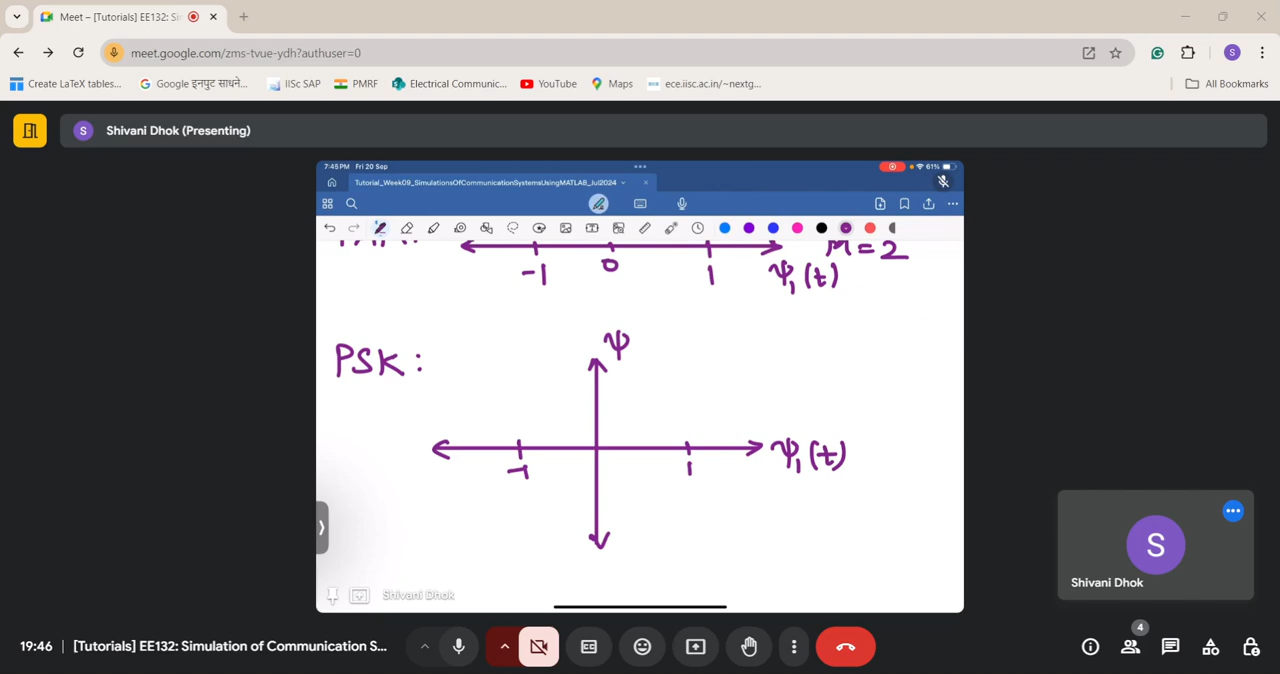 Meet – [Tutorials] EE132: Si
meet.google.com/zms-tvue-ydh?authuser=0
S
Create LaTeX tables...
Google इनपुट साधने...
IISc SAP
PMRF
Electrical Communic...
YouTube
Maps
ece.iisc.ac.in/~nextg...
All Bookmarks
S Shivani Dhok (Presenting)
7:45 PM Fri 20 Sep
61%
Tutorial_Week09_SimulationsOfCommunicationSystemsUsingMATLAB_Jul2024
M = 2
-1 0 1 ψ₁(t)
ψ
PSK :
-1 1 ψ₁(t)
S
Shivani Dhok
Shivani Dhok
4
19:46 | [Tutorials] EE132: Simulation of Communication S...